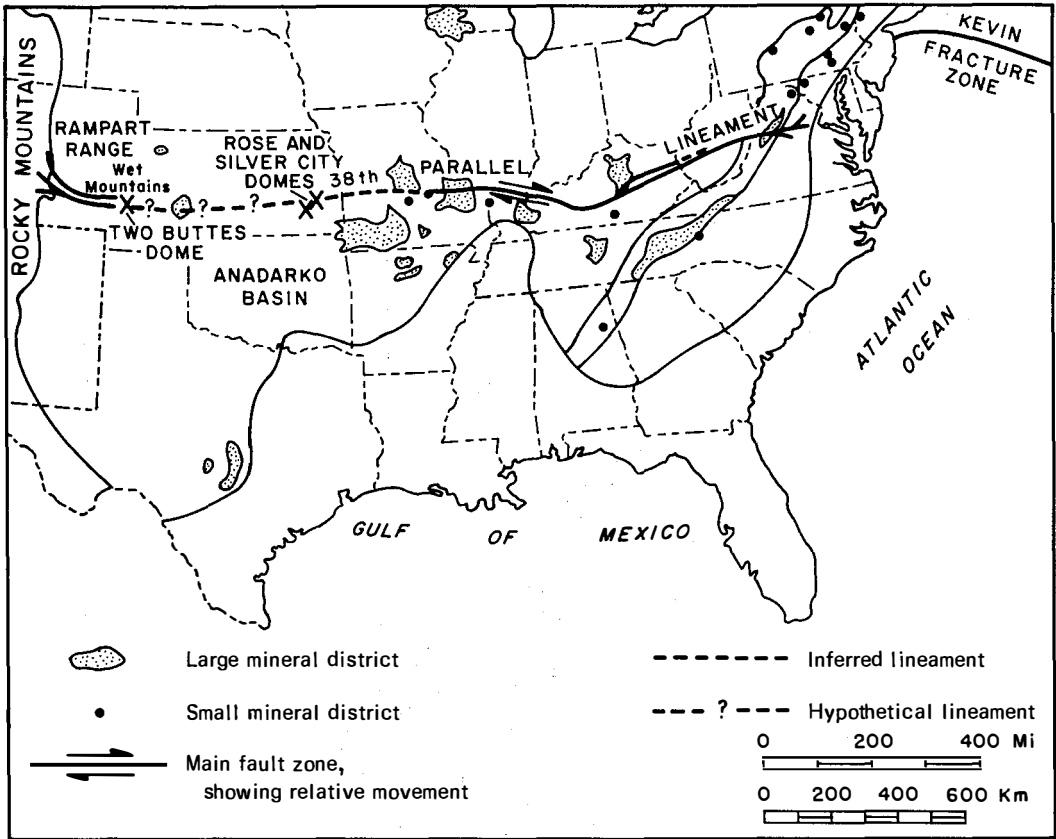 KEVIN
FRACTURE
ZONE
ROCKY MOUNTAINS
RAMPART
RANGE
Wet
Mountains
ROSE AND
SILVER CITY
DOMES
38th
PARALLEL
LINEAMENT
? ? ?
TWO BUTTES
DOME
ANADARKO
BASIN
ATLANTIC
OCEAN
GULF OF MEXICO
Large mineral district
Small mineral district
Main fault zone,
showing relative movement
Inferred lineament
? Hypothetical lineament
0 200 400 Mi
0 200 400 600 Km